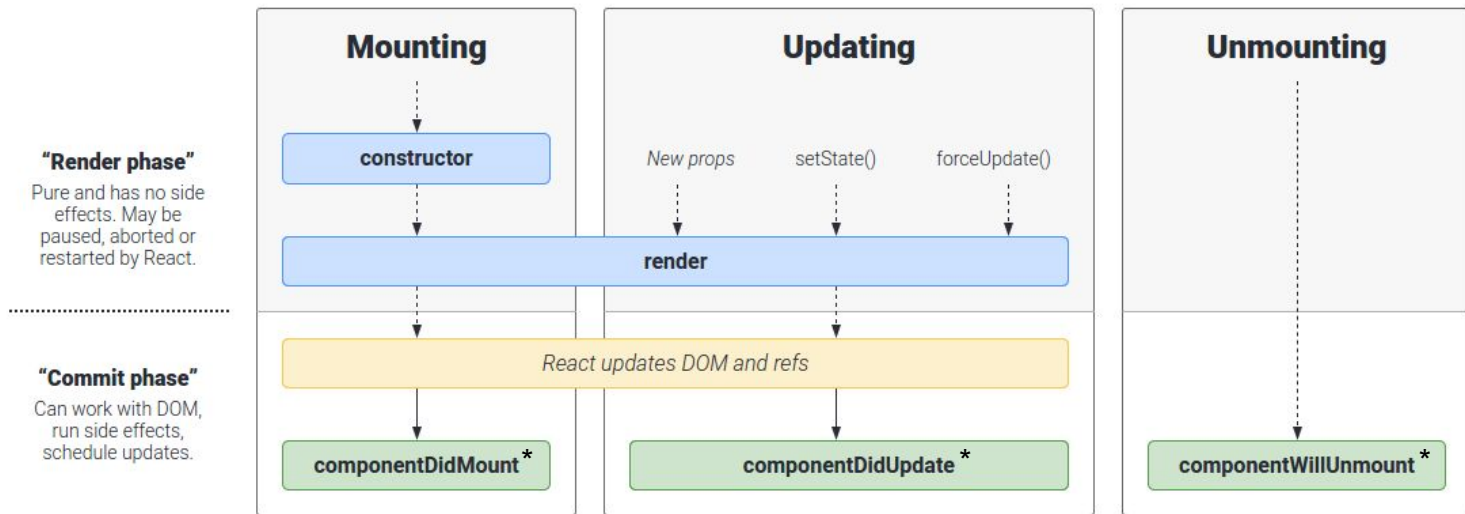 Mounting
Updating
Unmounting
“Render phase”
Pure and has no side
effects. May be
paused, aborted or
restarted by React.
constructor
New props
setState()
forceUpdate()
render
“Commit phase”
Can work with DOM,
run side effects,
schedule updates.
React updates DOM and refs
componentDidMount *
componentDidUpdate *
componentWillUnmount *